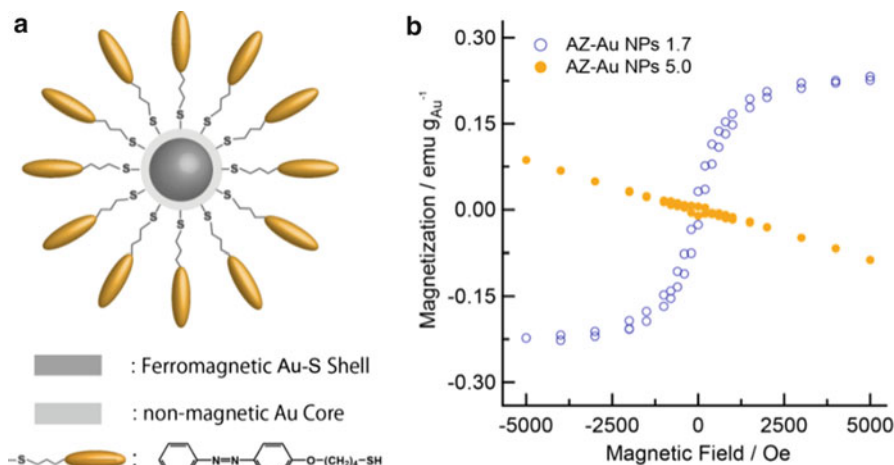 a
S S S S S S S S S S S S
: Ferromagnetic Au-S Shell
: non-magnetic Au Core
--S : N=N O-(CH₂)₄-SH
b
AZ-Au NPs 1.7
AZ-Au NPs 5.0
Magnetization / emu g_Au⁻¹
0.30
0.15
0.00
-0.15
-0.30
-5000 -2500 0 2500 5000
Magnetic Field / Oe